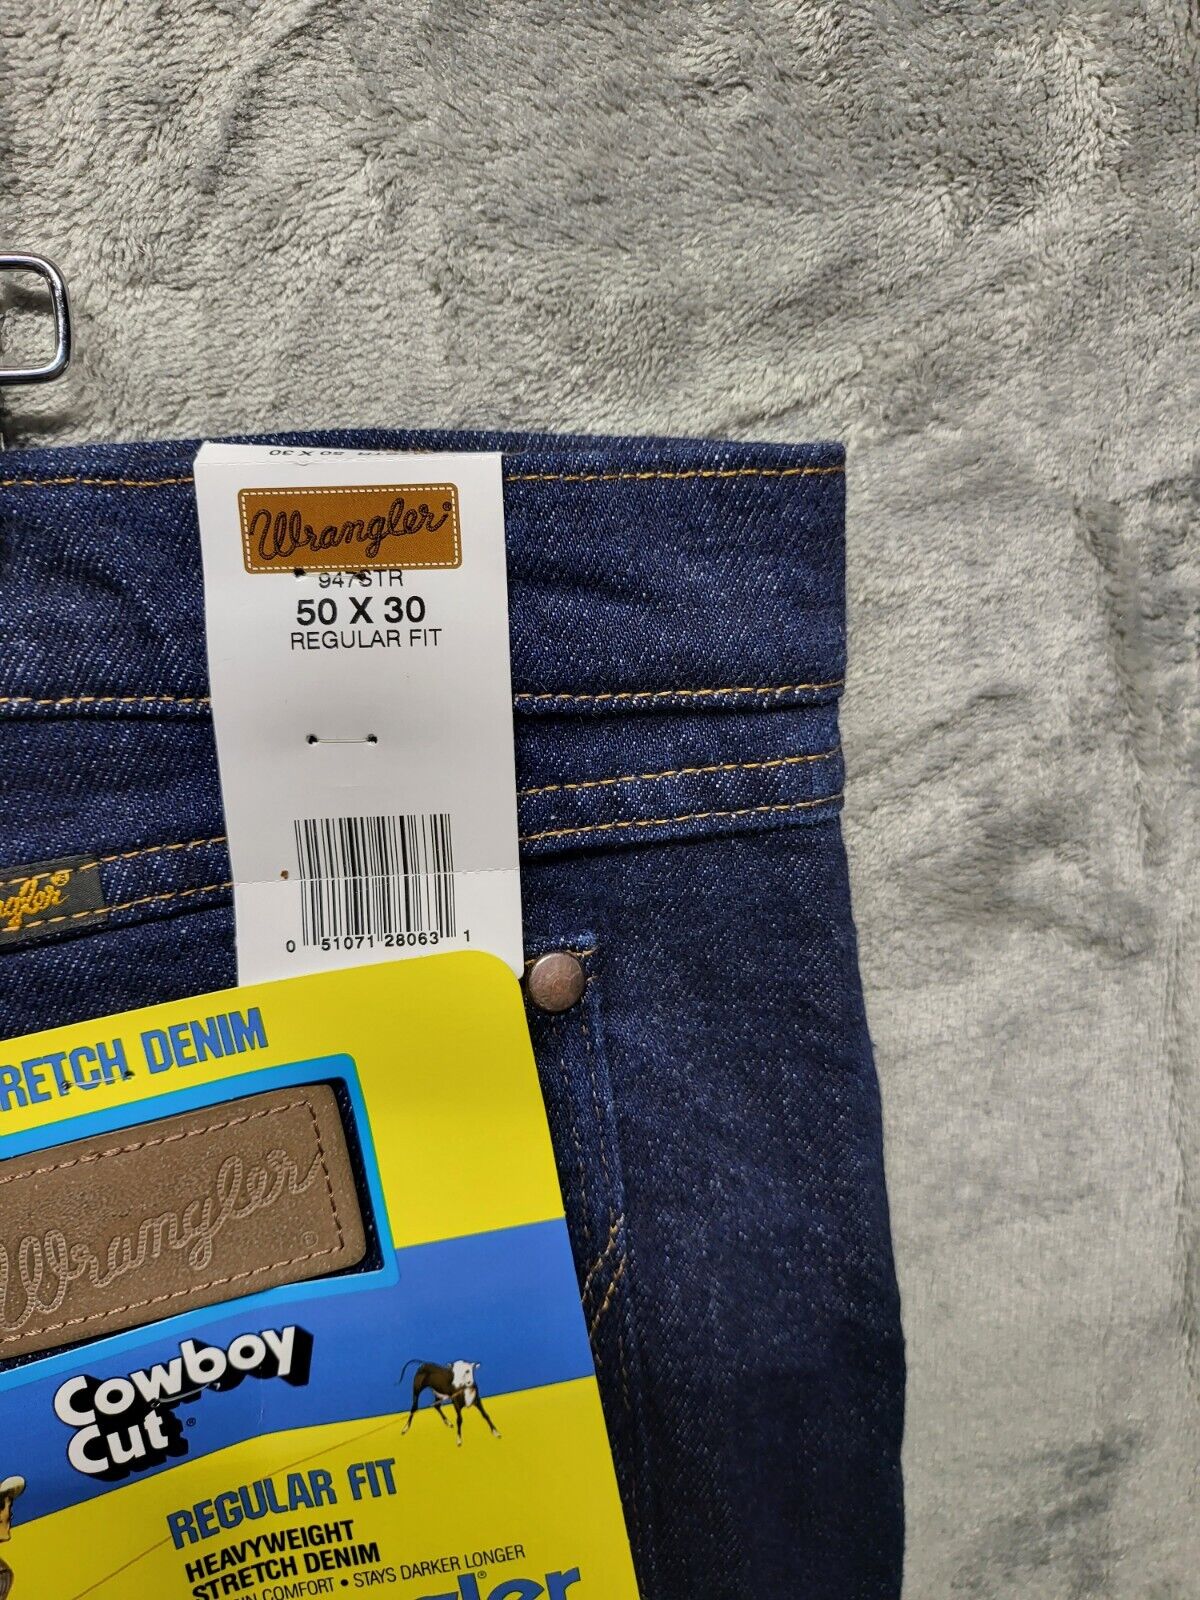 50 X 30
Wrangler®
947STR
50 X 30
REGULAR FIT
0 51071 28063 1
STRETCH DENIM
Wrangler®
Cowboy
Cut®
REGULAR FIT
HEAVYWEIGHT
STRETCH DENIM
COMFORT • STAYS DARKER LONGER